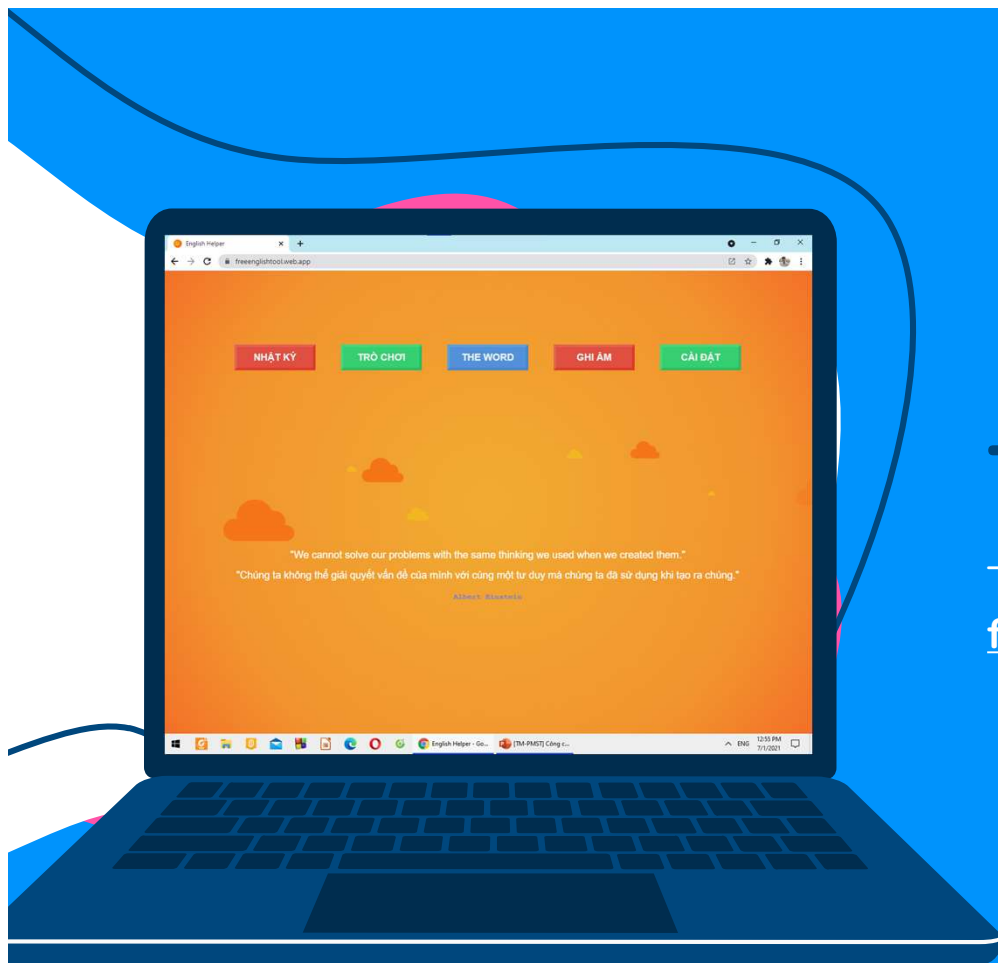 English Helper
freeenglishtool.web.app
NHẬT KÝ
TRÒ CHƠI
THE WORD
GHI ÂM
CÀI ĐẶT
"We cannot solve our problems with the same thinking we used when we created them."
"Chúng ta không thể giải quyết vấn đề của mình với cùng một tư duy mà chúng ta đã sử dụng khi tạo ra chúng."
Albert Einstein
f
English Helper - Go...
[TM-PMST] Công c...
ENG
12:55 PM
7/1/2021